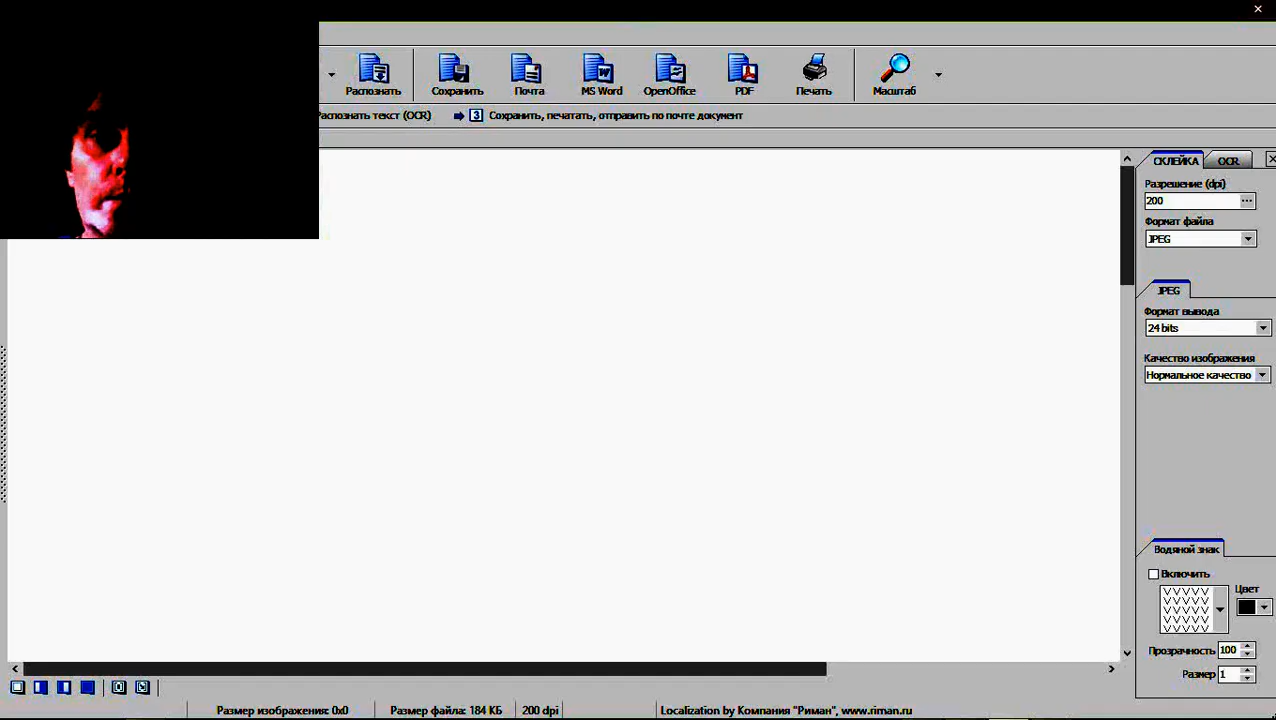 Распознать
Сохранить
Почта
MS Word
OpenOffice
PDF
Печать
Масштаб
Распознать текст (OCR)
3 Сохранить, печатать, отправить по почте документ
СКЛЕЙКА
OCR
Разрешение (dpi)
200
Формат файла
JPEG
JPEG
Формат вывода
24 bits
Качество изображения
Нормальное качество
Водяной знак
Включить
Цвет
Прозрачность 100
Размер 1
Размер изображения: 0x0
Размер файла: 184 КБ
200 dpi
Localization by Компания "Риман", www.riman.ru